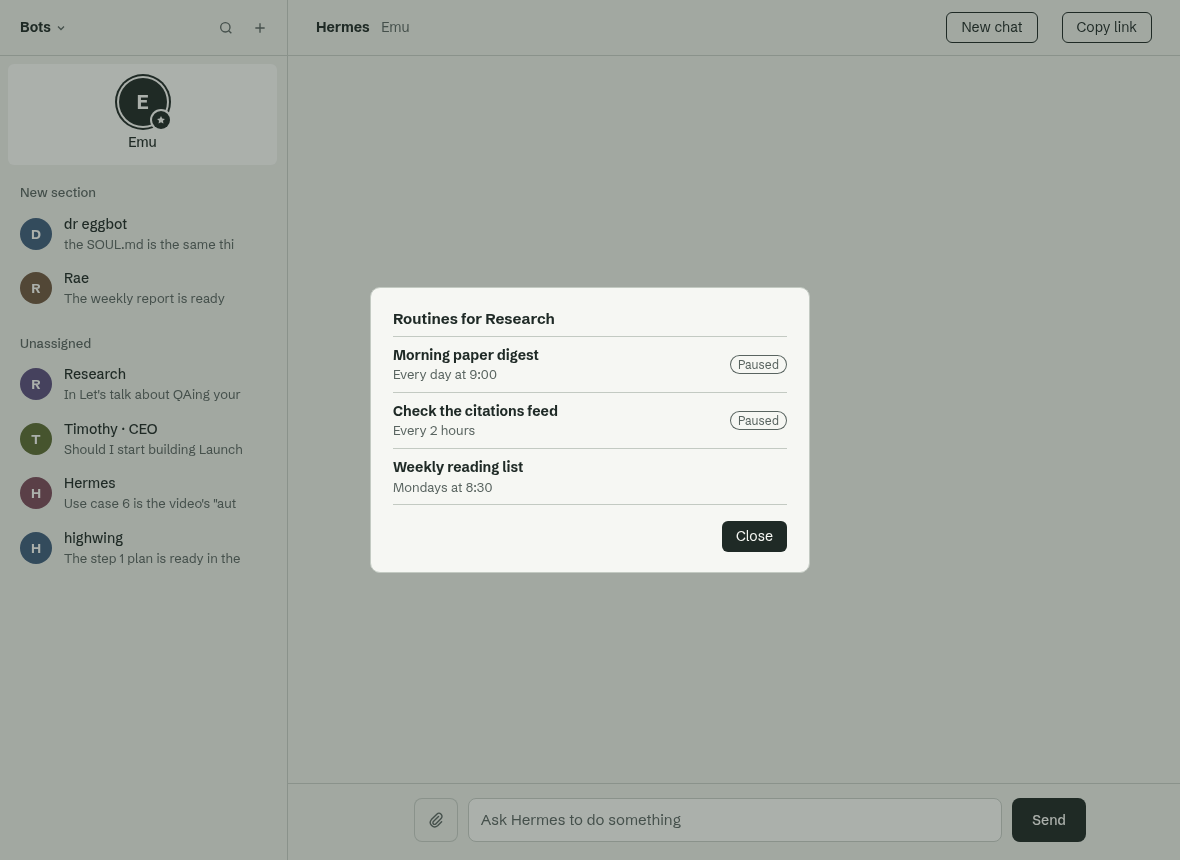 Bots
Hermes Emu
New chat
Copy link
E
Emu
New section
D
dr eggbot
the SOUL.md is the same thi
R
Rae
The weekly report is ready
Unassigned
R
Research
In Let's talk about QAing your
T
Timothy · CEO
Should I start building Launch
H
Hermes
Use case 6 is the video's "aut
H
highwing
The step 1 plan is ready in the
Routines for Research
Morning paper digest
Every day at 9:00
Paused
Check the citations feed
Every 2 hours
Paused
Weekly reading list
Mondays at 8:30
Close
Ask Hermes to do something
Send